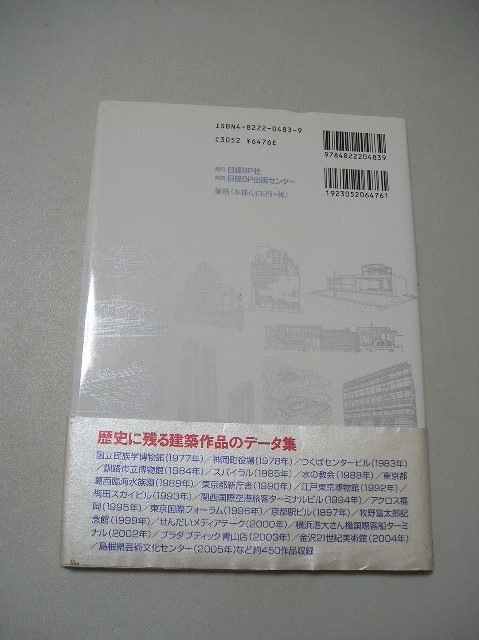 ISBN4-8222-0483-9
C3052 ¥6476E
9784822204839
発行 日経BP社
発売 日経BP出版センター
1923052064761
価格(本体6,476円+税)
歴史に残る建築作品のデータ集
国立民族学博物館(1977年)/神岡町役場(1978年)/つくばセンタービル(1983年)
/釧路市立博物館(1984年)/スパイラル(1985年)/水の教会(1988年)/東京都
葛西臨海水族園(1989年)/東京都新庁舎(1990年)/江戸東京博物館(1992年)/
梅田スカイビル(1993年)/関西国際空港旅客ターミナルビル(1994年)/アクロス福
岡(1995年)/東京国際フォーラム(1996年)/京都駅ビル(1997年)/牧野富太郎記
念館(1999年)/せんだいメディアテーク(2000年)/横浜港大さん橋国際客船ターミ
ナル(2002年)/プラダブティック青山店(2003年)/金沢21世紀美術館(2004年)
/島根県芸術文化センター(2005年)など約450作品収録